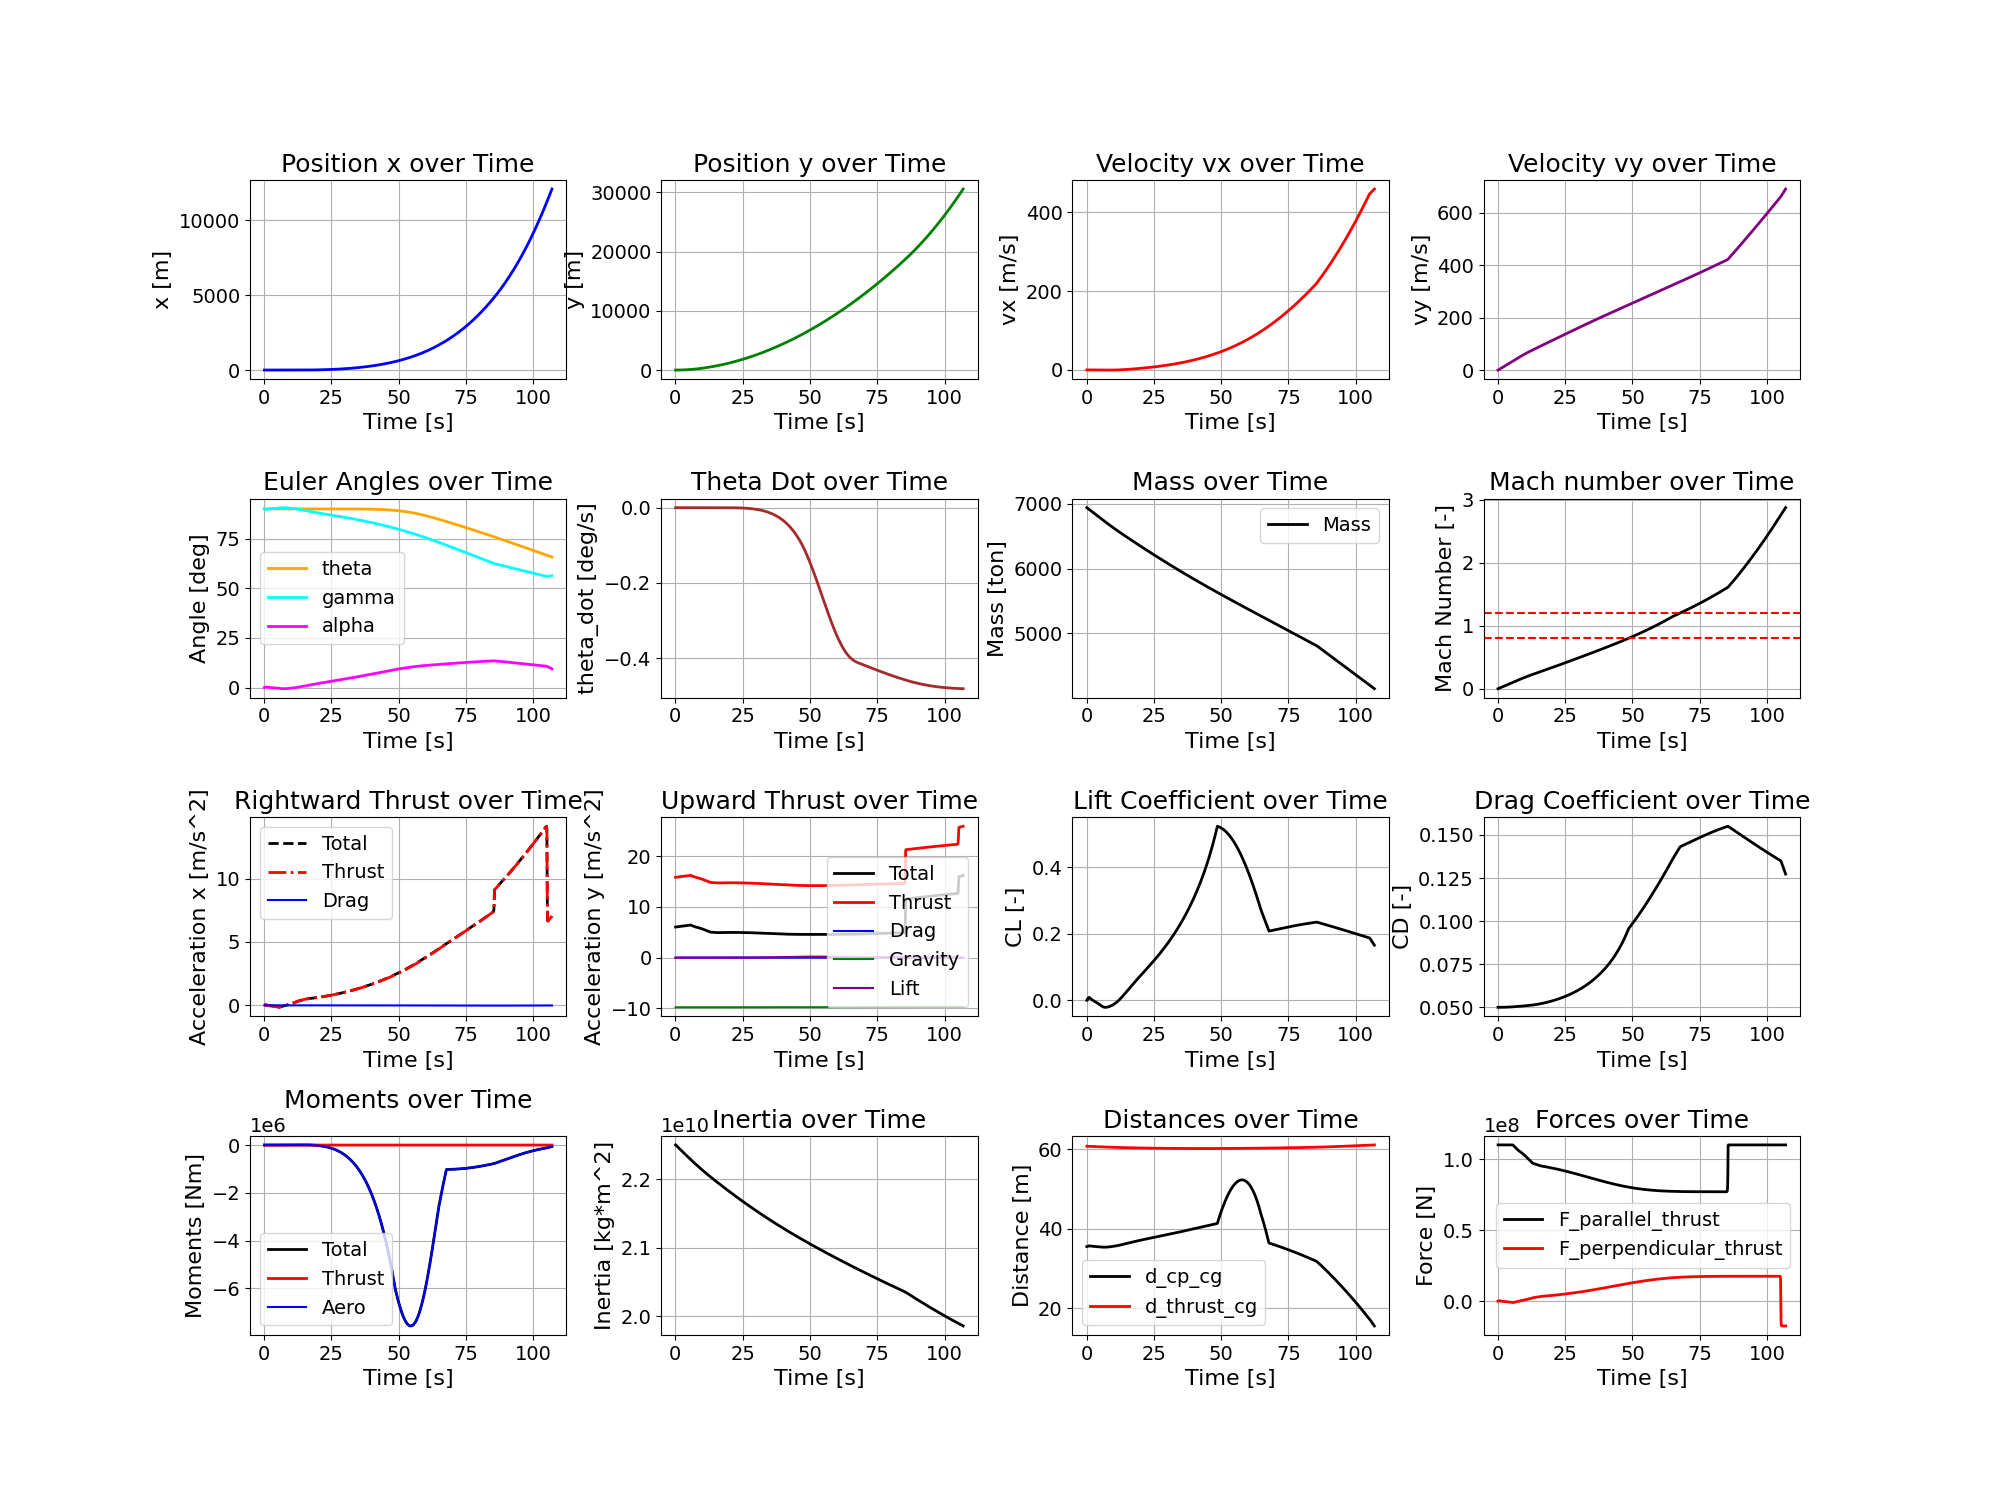 Position x over Time
x [m]
10000
5000
0
0 25 50 75 100
Time [s]
Position y over Time
y [m]
30000
20000
10000
0
0 25 50 75 100
Time [s]
Velocity vx over Time
vx [m/s]
400
200
0
0 25 50 75 100
Time [s]
Velocity vy over Time
vy [m/s]
600
400
200
0
0 25 50 75 100
Time [s]
Euler Angles over Time
Angle [deg]
75
50
25
0
theta
gamma
alpha
0 25 50 75 100
Time [s]
Theta Dot over Time
theta_dot [deg/s]
0.0
−0.2
−0.4
0 25 50 75 100
Time [s]
Mass over Time
Mass [ton]
7000
6000
5000
Mass
0 25 50 75 100
Time [s]
Mach number over Time
Mach Number [-]
3
2
1
0
0 25 50 75 100
Time [s]
Rightward Thrust over Time
Acceleration x [m/s^2]
10
5
0
Total
Thrust
Drag
0 25 50 75 100
Time [s]
Upward Thrust over Time
Acceleration y [m/s^2]
20
10
0
−10
Total
Thrust
Drag
Gravity
Lift
0 25 50 75 100
Time [s]
Lift Coefficient over Time
CL [-]
0.4
0.2
0.0
0 25 50 75 100
Time [s]
Drag Coefficient over Time
CD [-]
0.150
0.125
0.100
0.075
0.050
0 25 50 75 100
Time [s]
Moments over Time
1e6
Moments [Nm]
0
−2
−4
−6
Total
Thrust
Aero
0 25 50 75 100
Time [s]
Inertia over Time
1e10
Inertia [kg*m^2]
2.2
2.1
2.0
0 25 50 75 100
Time [s]
Distances over Time
Distance [m]
60
40
20
d_cp_cg
d_thrust_cg
0 25 50 75 100
Time [s]
Forces over Time
1e8
Force [N]
1.0
0.5
0.0
F_parallel_thrust
F_perpendicular_thrust
0 25 50 75 100
Time [s]